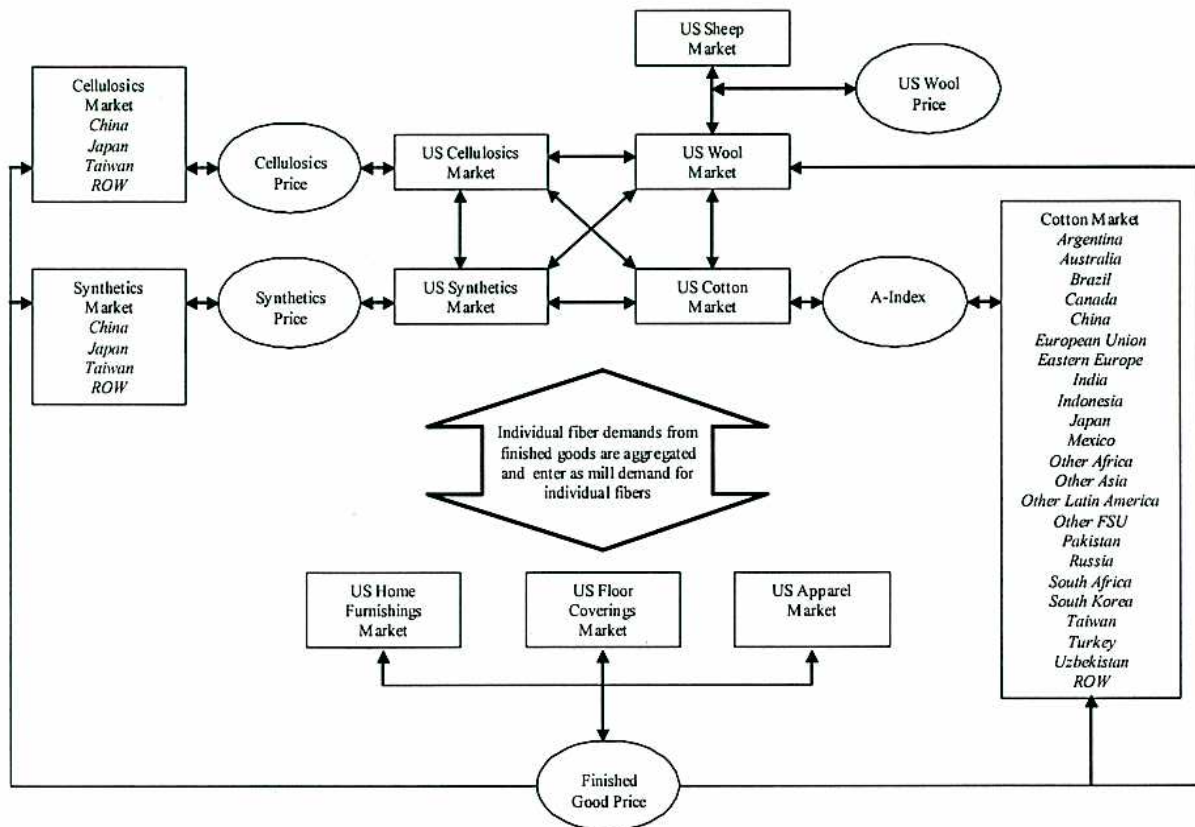 US Sheep
Market
US Wool
Price
Cellulosics
Market
China
Japan
Taiwan
ROW
Cellulosics
Price
US Cellulosics
Market
US Wool
Market
Synthetics
Market
China
Japan
Taiwan
ROW
Synthetics
Price
US Synthetics
Market
US Cotton
Market
A-Index
Cotton Market
Argentina
Australia
Brazil
Canada
China
European Union
Eastern Europe
India
Indonesia
Japan
Mexico
Other Africa
Other Asia
Other Latin America
Other FSU
Pakistan
Russia
South Africa
South Korea
Taiwan
Turkey
Uzbekistan
ROW
Individual fiber demands from
finished goods are aggregated
and enter as mill demand for
individual fibers
US Home
Furnishings
Market
US Floor
Coverings
Market
US Apparel
Market
Finished
Good Price